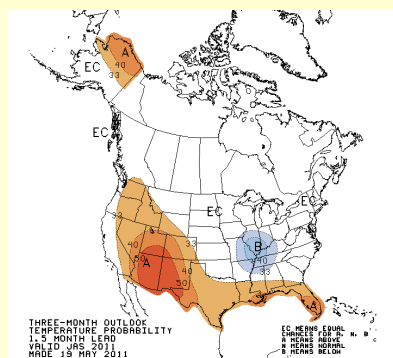 A
EC
40
33
EC
33
EC
EC
40
B
40
50
A
40
33
40
50
A
THREE-MONTH OUTLOOK
TEMPERATURE PROBABILITY
1.5 MONTH LEAD
VALID JAS 2011
MADE 19 MAY 2011
EC MEANS EQUAL
CHANCES FOR A, N, B
A MEANS ABOVE
N MEANS NORMAL
B MEANS BELOW